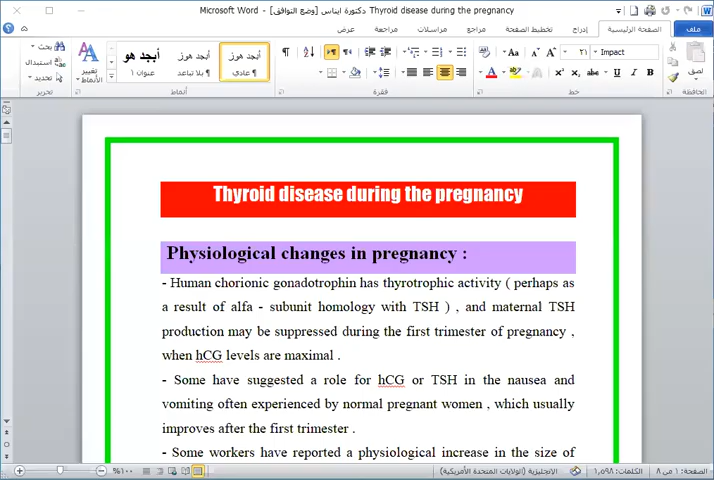 Thyroid disease during the pregnancy دكتورة ايناس [وضع التوافق] - Microsoft Word
ملف
الصفحة الرئيسية
إدراج
تخطيط الصفحة
مراجع
مراسلات
مراجعة
عرض
Impact
٢١
لصق
الحافظة
خط
فقرة
أبجد هوز
¶ عادي
أبجد هوز
¶ بلا تباعد
أبجد هو
عنوان ١
تغيير
الأنماط
أنماط
بحث
استبدال
تحديد
تحرير
Thyroid disease during the pregnancy
Physiological changes in pregnancy :
- Human chorionic gonadotrophin has thyrotrophic activity ( perhaps as
a result of alfa - subunit homology with TSH ) , and maternal TSH
production may be suppressed during the first trimester of pregnancy ,
when hCG levels are maximal .
- Some have suggested a role for hCG or TSH in the nausea and
vomiting often experienced by normal pregnant women , which usually
improves after the first trimester .
- Some workers have reported a physiological increase in the size of
الصفحة: ١ من ٨
الكلمات: ١,٥٩٨
الإنجليزية (الولايات المتحدة الأمريكية)
١٠٠%